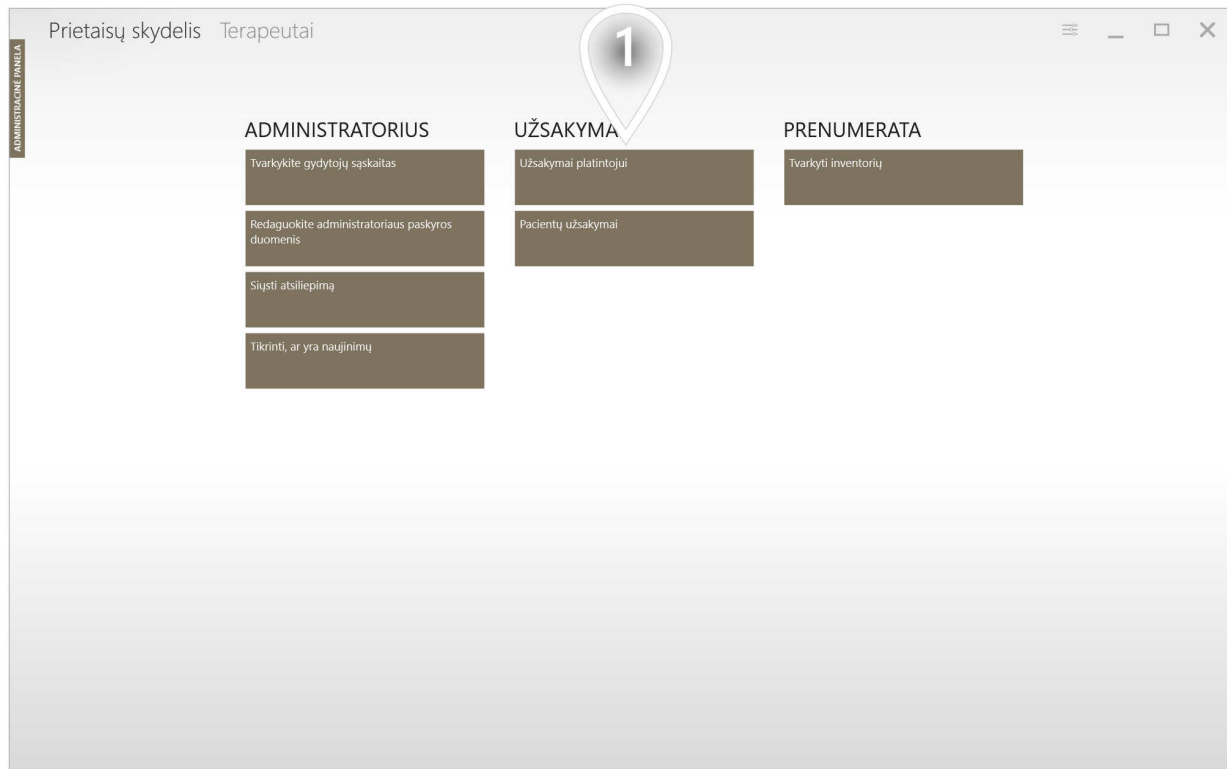 Prietaisų skydelis Terapeutai
1
ADMINISTRACINĖ PANELA
ADMINISTRATORIUS
Tvarkykite gydytojų sąskaitas
Redaguokite administratoriaus paskyros
duomenis
Siųsti atsiliepimą
Tikrinti, ar yra naujinimų
UŽSAKYMA
Užsakymai platintojui
Pacientų užsakymai
PRENUMERATA
Tvarkyti inventorių